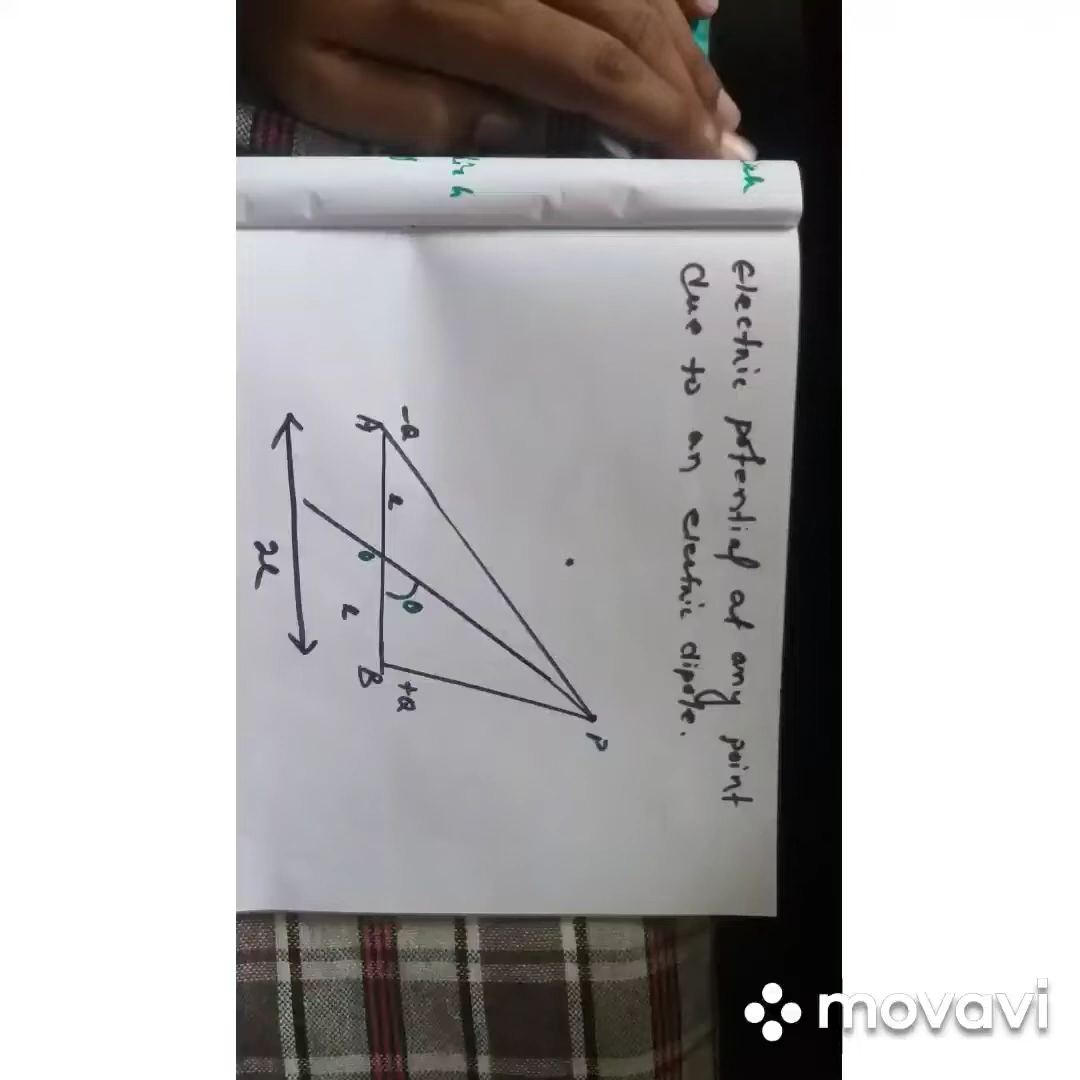 Electric potential at any point
due to an electric dipole.
P
-Q
+Q
θ
A
l
O
l
B
2l
movavi